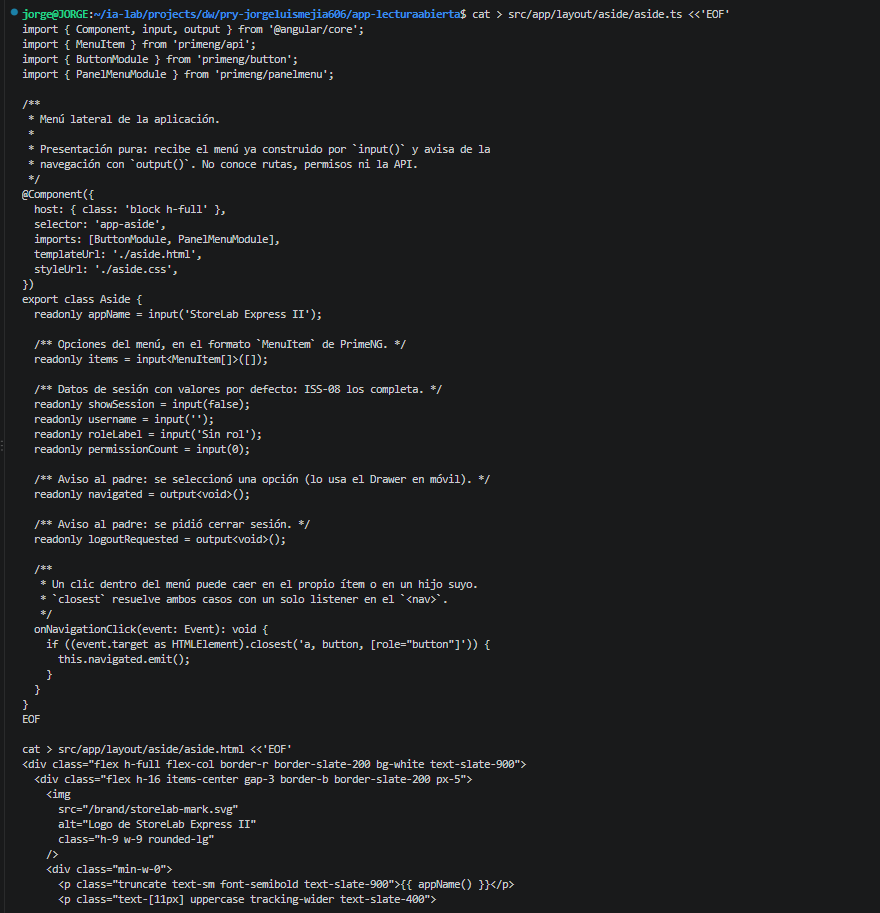 jorge@JORGE:~/ia-lab/projects/dw/pry-jorgeluismejia606/app-lecturaabierta$ cat > src/app/layout/aside/aside.ts <<'EOF'
import { Component, input, output } from '@angular/core';
import { MenuItem } from 'primeng/api';
import { ButtonModule } from 'primeng/button';
import { PanelMenuModule } from 'primeng/panelmenu';

/**
 * Menú lateral de la aplicación.
 *
 * Presentación pura: recibe el menú ya construido por `input()` y avisa de la
 * navegación con `output()`. No conoce rutas, permisos ni la API.
 */
@Component({
  host: { class: 'block h-full' },
  selector: 'app-aside',
  imports: [ButtonModule, PanelMenuModule],
  templateUrl: './aside.html',
  styleUrl: './aside.css',
})
export class Aside {
  readonly appName = input('StoreLab Express II');

  /** Opciones del menú, en el formato `MenuItem` de PrimeNG. */
  readonly items = input<MenuItem[]>([]);

  /** Datos de sesión con valores por defecto: ISS-08 los completa. */
  readonly showSession = input(false);
  readonly username = input('');
  readonly roleLabel = input('Sin rol');
  readonly permissionCount = input(0);

  /** Aviso al padre: se seleccionó una opción (lo usa el Drawer en móvil). */
  readonly navigated = output<void>();

  /** Aviso al padre: se pidió cerrar sesión. */
  readonly logoutRequested = output<void>();

  /**
   * Un clic dentro del menú puede caer en el propio ítem o en un hijo suyo.
   * `closest` resuelve ambos casos con un solo listener en el `<nav>`.
   */
  onNavigationClick(event: Event): void {
    if ((event.target as HTMLElement).closest('a, button, [role="button"]')) {
      this.navigated.emit();
    }
  }
}
EOF

cat > src/app/layout/aside/aside.html <<'EOF'
<div class="flex h-full flex-col border-r border-slate-200 bg-white text-slate-900">
  <div class="flex h-16 items-center gap-3 border-b border-slate-200 px-5">
    <img
      src="/brand/storelab-mark.svg"
      alt="Logo de StoreLab Express II"
      class="h-9 w-9 rounded-lg"
    />
    <div class="min-w-0">
      <p class="truncate text-sm font-semibold text-slate-900">{{ appName() }}</p>
      <p class="text-[11px] uppercase tracking-wider text-slate-400">